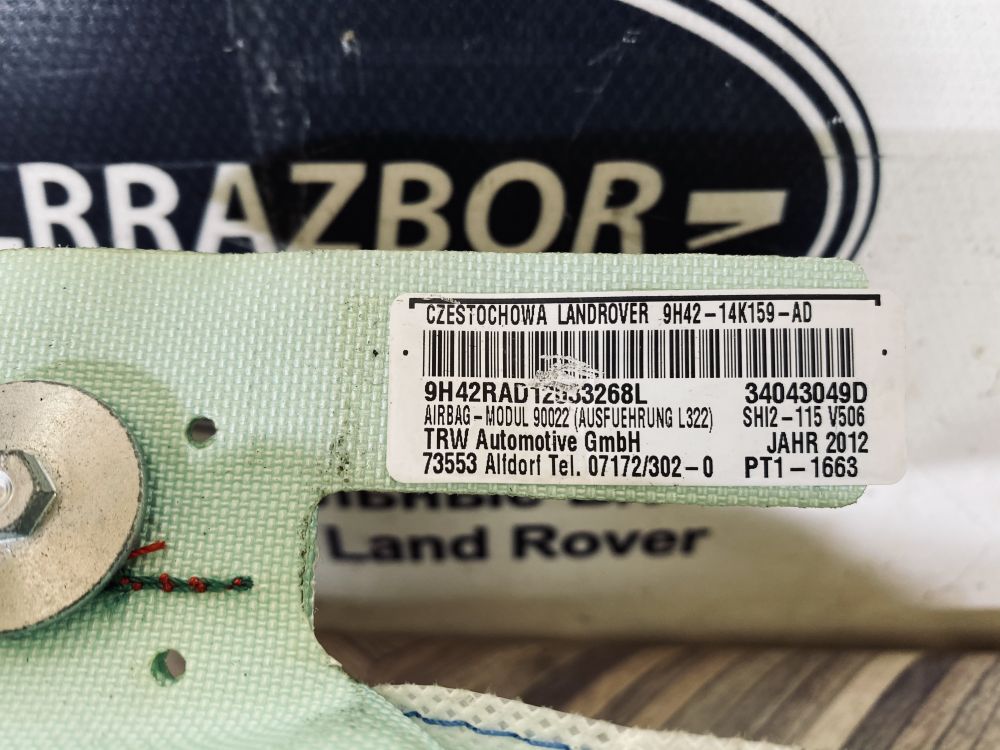 RRAZBOR
CZESTOCHOWA LANDROVER 9H42-14K159-AD
34043049D
AIRBAG-MODUL 90022 (AUSFUEHRUNG L322) SHI2-115 V506
TRW Automotive GmbH JAHR 2012
73553 Alfdorf Tel. 07172/302-0 PT1-1663
Land Rover